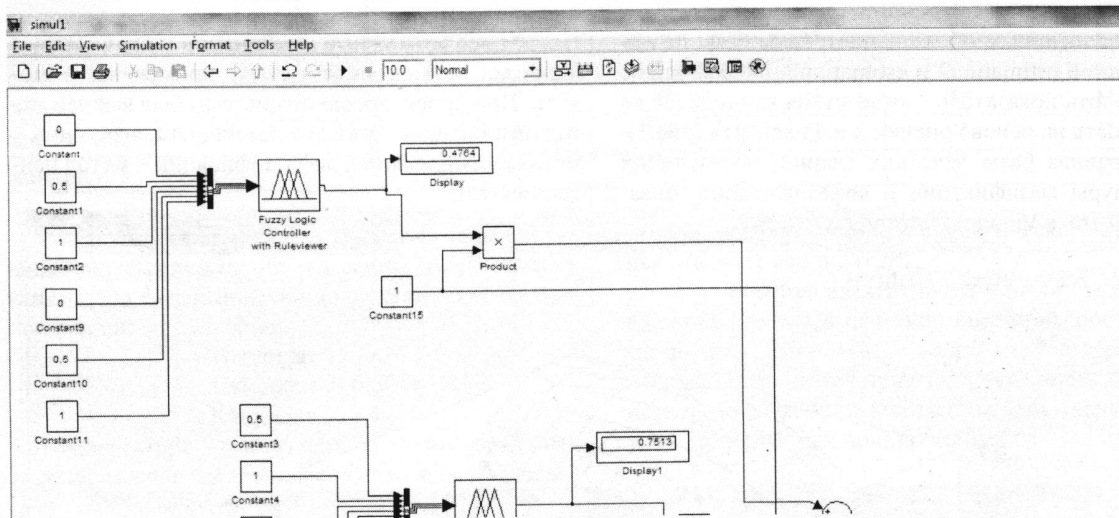 simul1
File Edit View Simulation Format Tools Help
10.0 Normal
0
Constant
0.5
Constant1
1
Constant2
0
Constant9
0.5
Constant10
1
Constant11
Fuzzy Logic
Controller
with Ruleviewer
0.4764
Display
×
Product
1
Constant15
0.5
Constant3
1
Constant4
0.7513
Display1